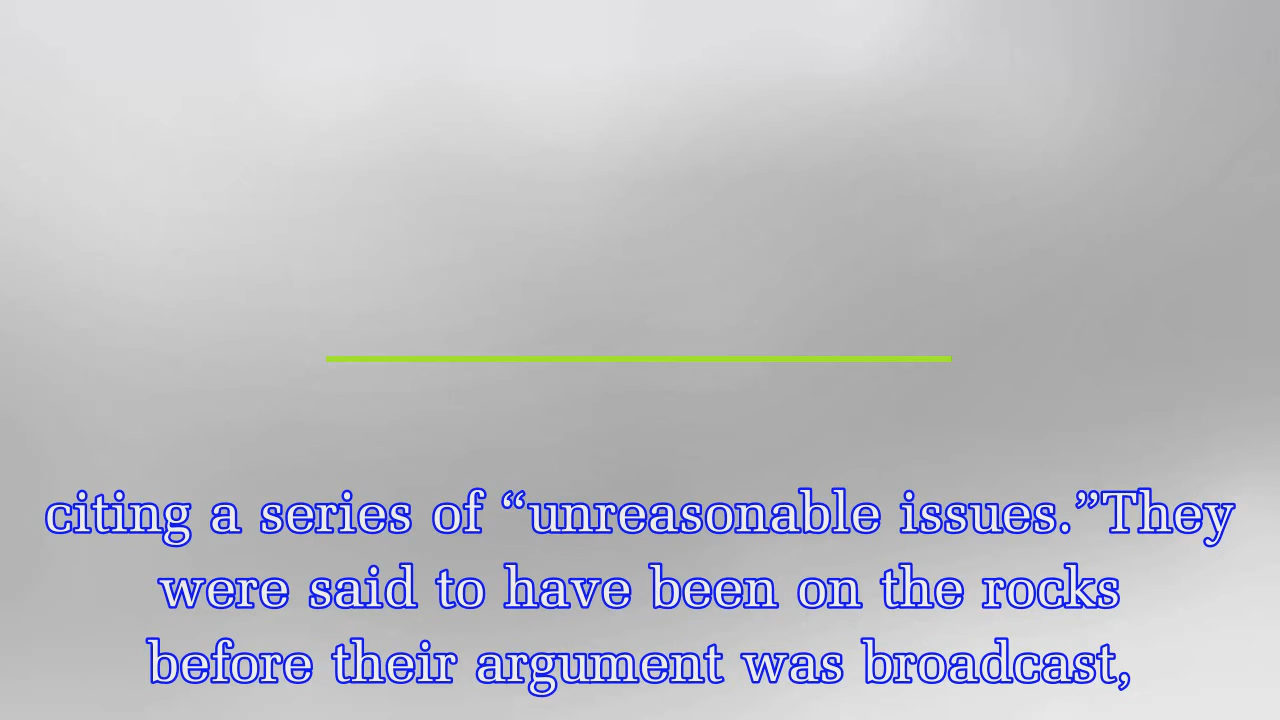 citing a series of “unreasonable issues.”They
were said to have been on the rocks
before their argument was broadcast,